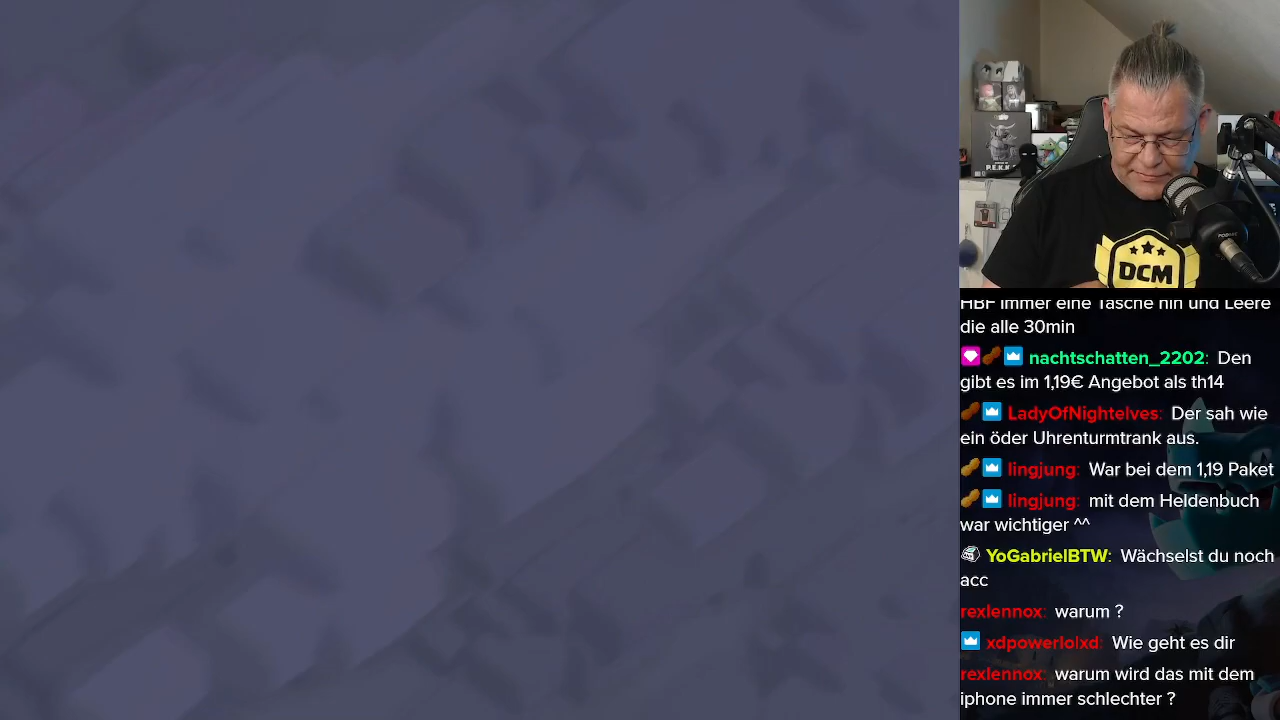 P.E.K.K.
DCM
HBF immer eine Tasche hin und Leere
die alle 30min
nachtschatten_2202: Den
gibt es im 1,19€ Angebot als th14
LadyOfNightelves: Der sah wie
ein öder Uhrenturmtrank aus.
lingjung: War bei dem 1,19 Paket
lingjung: mit dem Heldenbuch
war wichtiger ^^
YoGabrielBTW: Wächselst du noch
acc
rexlennox: warum ?
xdpowerlolxd: Wie geht es dir
rexlennox: warum wird das mit dem
iphone immer schlechter ?